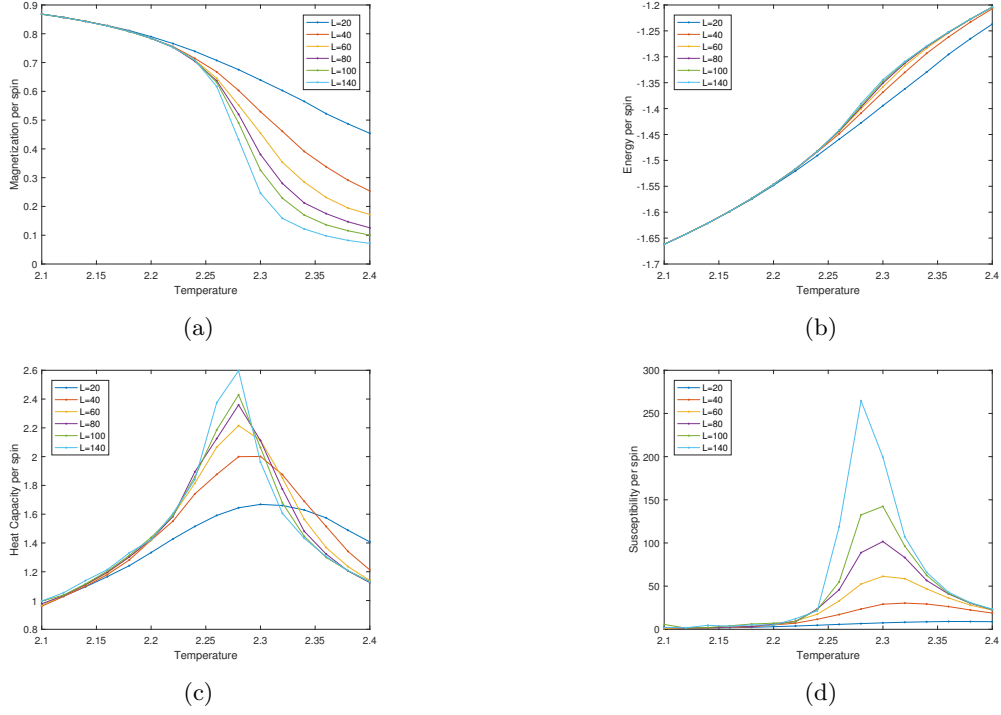 0.9
0.8
0.7
0.6
0.5
0.4
0.3
0.2
0.1
0
Magnetization per spin
L=20
L=40
L=60
L=80
L=100
L=140
2.1 2.15 2.2 2.25 2.3 2.35 2.4
Temperature
(a)
-1.2
-1.25
-1.3
-1.35
-1.4
-1.45
-1.5
-1.55
-1.6
-1.65
-1.7
Energy per spin
L=20
L=40
L=60
L=80
L=100
L=140
2.1 2.15 2.2 2.25 2.3 2.35 2.4
Temperature
(b)
2.6
2.4
2.2
2
1.8
1.6
1.4
1.2
1
0.8
Heat Capacity per spin
L=20
L=40
L=60
L=80
L=100
L=140
2.1 2.15 2.2 2.25 2.3 2.35 2.4
Temperature
(c)
300
250
200
150
100
50
0
Susceptibility per spin
L=20
L=40
L=60
L=80
L=100
L=140
2.1 2.15 2.2 2.25 2.3 2.35 2.4
Temperature
(d)